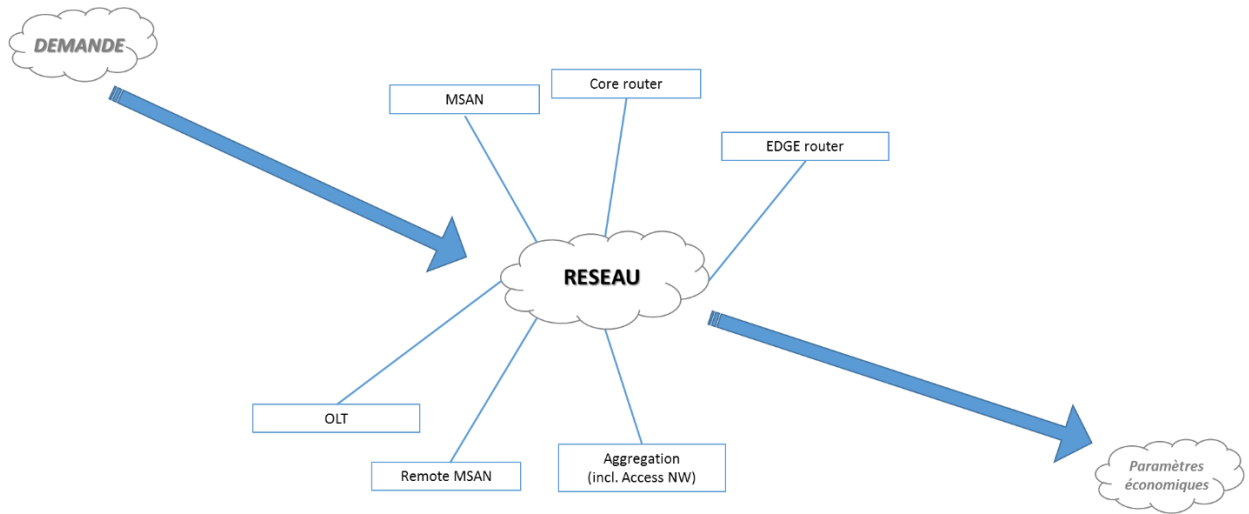 DEMANDE
Core router
MSAN
EDGE router
RESEAU
OLT
Remote MSAN
Aggregation
(incl. Access NW)
Paramètres
économiques